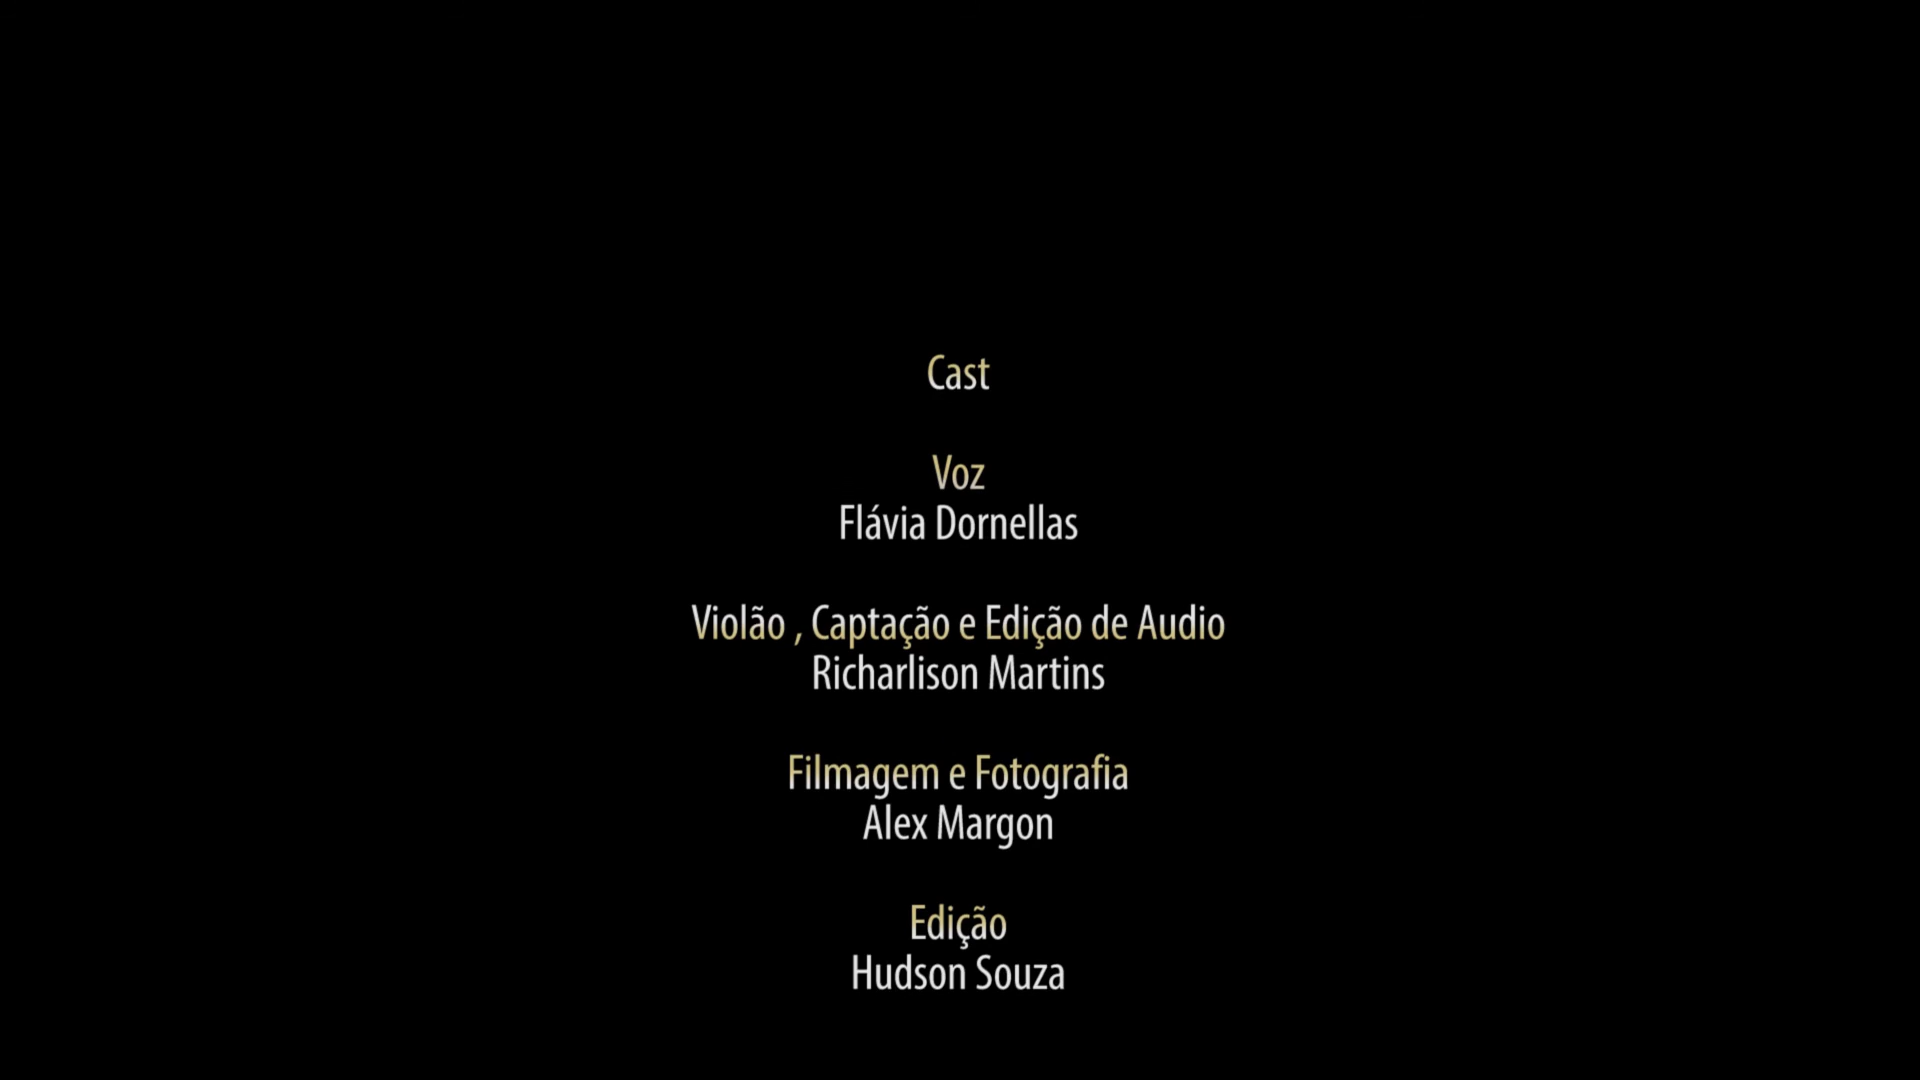 Cast
Voz
Flávia Dornellas
Violão , Captação e Edição de Audio
Richarlison Martins
Filmagem e Fotografia
Alex Margon
Edição
Hudson Souza